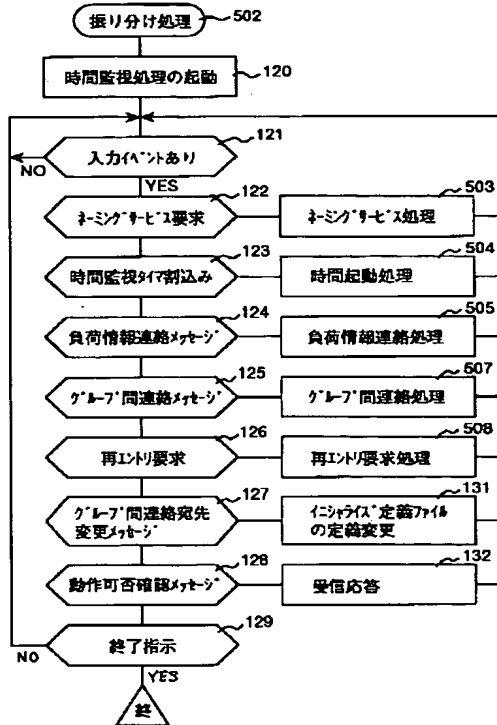 振り分け処理
502
時間監視処理の起動
120
入力イベントあり
121
NO
YES
ネーミングサービス要求
122
ネーミングサービス処理
503
時間監視タイマ割込み
123
時間起動処理
504
負荷情報連絡メッセージ
124
負荷情報連絡処理
505
グループ間連絡メッセージ
125
グループ間連絡処理
507
再エントリ要求
126
再エントリ要求処理
508
グループ間連絡宛先
変更メッセージ
127
イニシャライズ定義ファイル
の定義変更
131
動作可否確認メッセージ
128
受信応答
132
終了指示
129
NO
YES
終